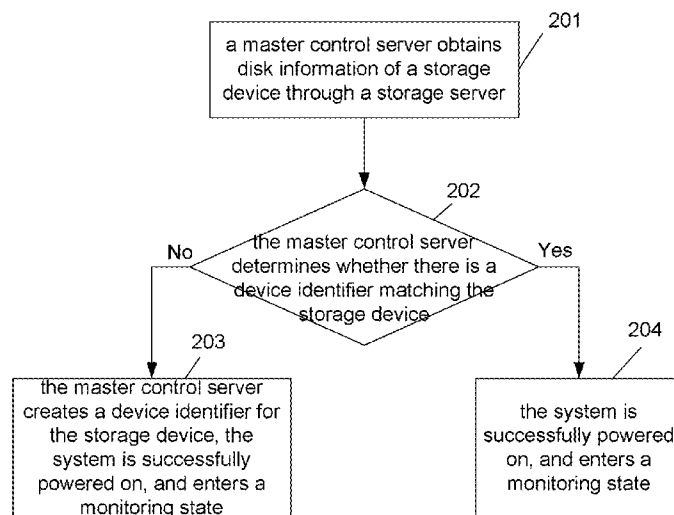 201
a master control server obtains
disk information of a storage
device through a storage server
202
No
Yes
the master control server
determines whether there is a
device identifier matching the
storage device
203
the master control server
creates a device identifier for
the storage device, the
system is successfully
powered on, and enters a
monitoring state
204
the system is
successfully powered
on, and enters a
monitoring state